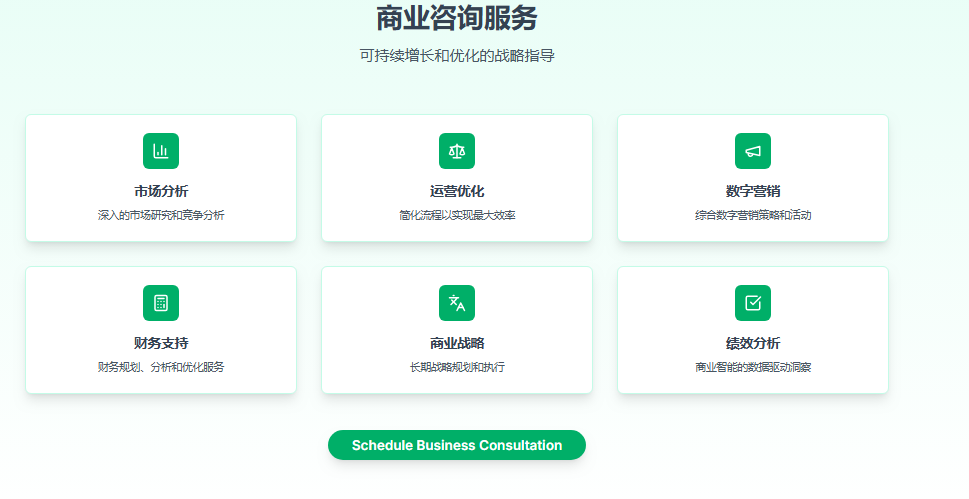 商业咨询服务
可持续增长和优化的战略指导
市场分析
深入的市场研究和竞争分析
运营优化
简化流程以实现最大效率
数字营销
综合数字营销策略和活动
财务支持
财务规划、分析和优化服务
商业战略
长期战略规划和执行
绩效分析
商业智能的数据驱动洞察
Schedule Business Consultation